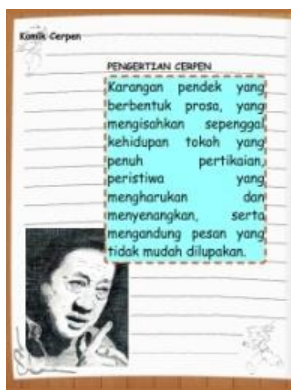 Komik Cerpen
PENGERTIAN CERPEN
Karangan pendek yang
berbentuk prosa, yang
mengisahkan sepenggal
kehidupan tokoh yang
penuh pertikaian,
peristiwa yang
mengharukan dan
menyenangkan, serta
mengandung pesan yang
tidak mudah dilupakan.